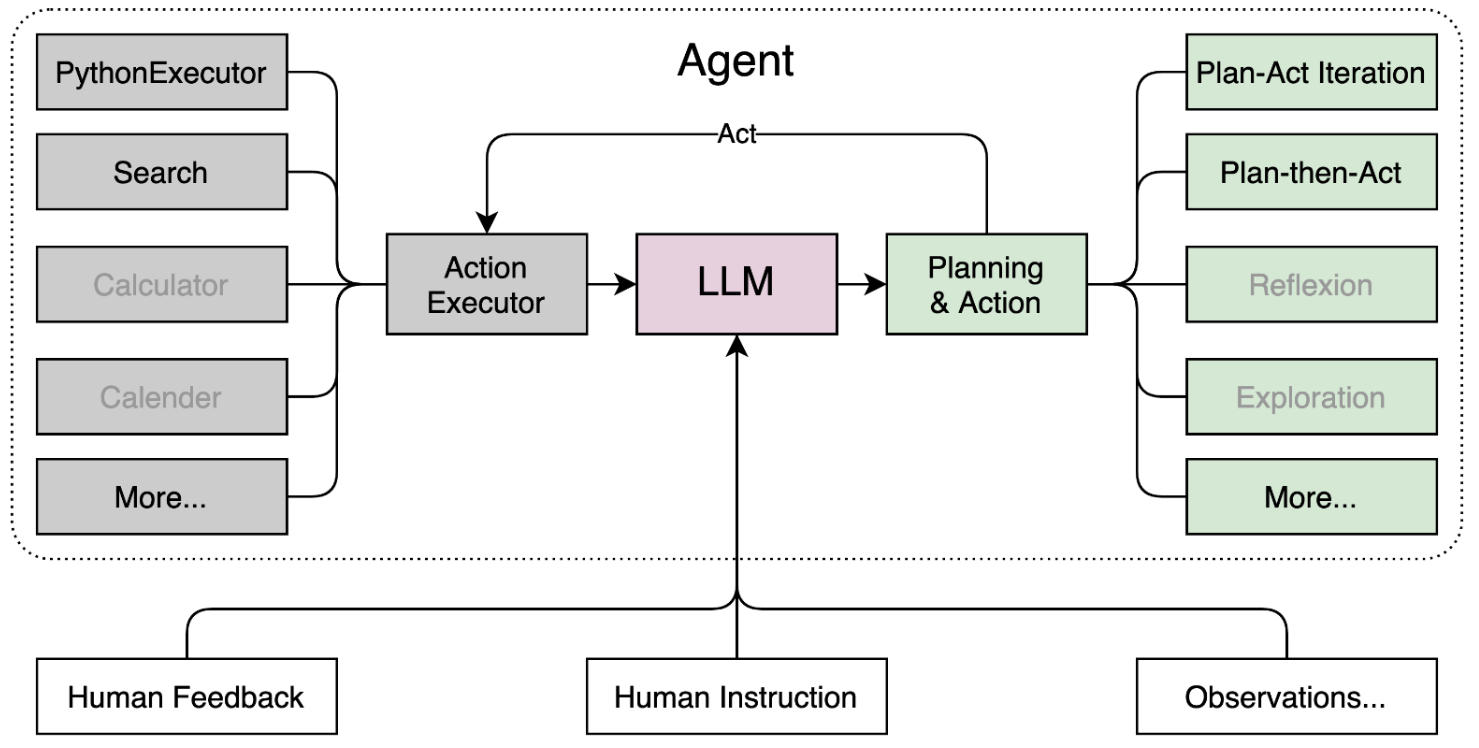 Agent
PythonExecutor
Search
Calculator
Calender
More...
Act
Action
Executor
LLM
Planning
& Action
Plan-Act Iteration
Plan-then-Act
Reflexion
Exploration
More...
Human Feedback
Human Instruction
Observations...